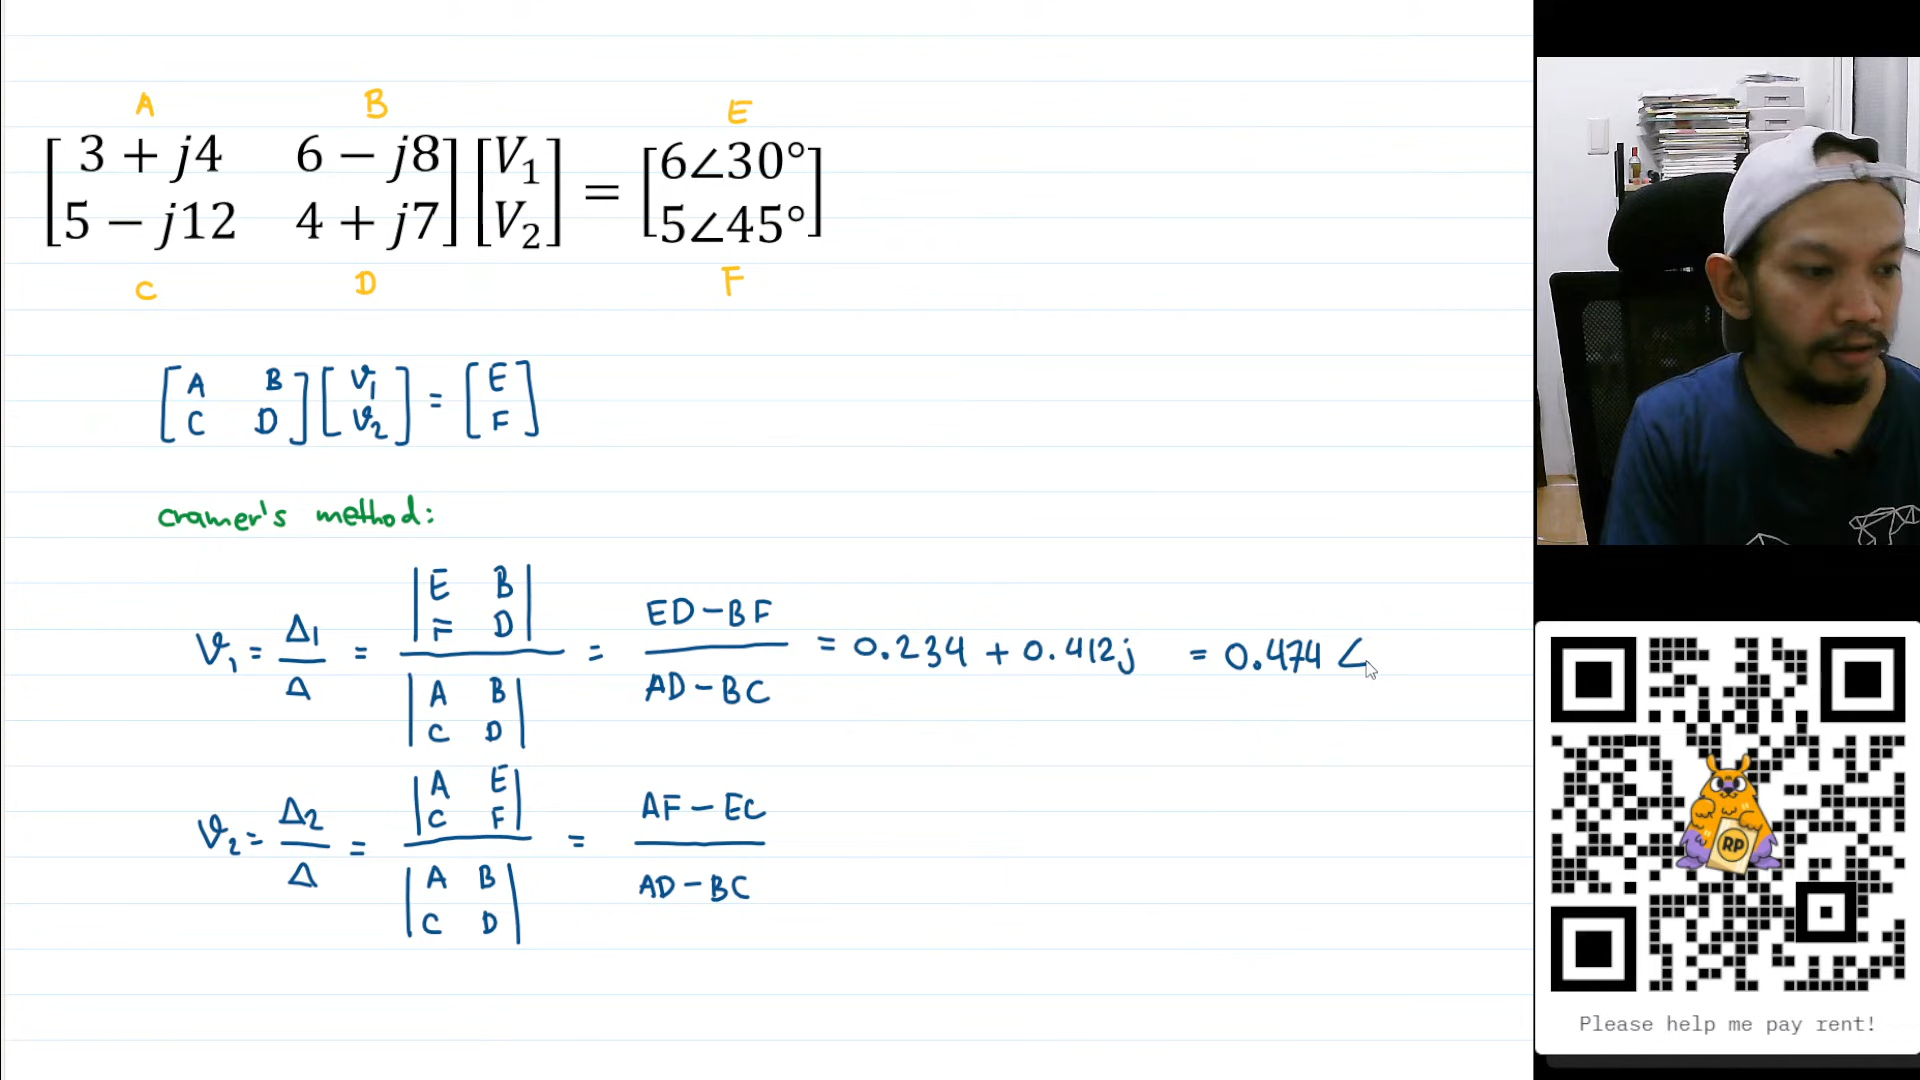 A B E
[3 + j4 6 − j8] [V₁] = [6∠30°]
[5 − j12 4 + j7] [V₂] [5∠45°]
C D F
[A B] [V₁] = [E]
[C D] [V₂] [F]
cramer's method:
V₁ = Δ₁/Δ = |E B; F D| / |A B; C D| = (ED − BF)/(AD − BC) = 0.234 + 0.412j = 0.474 ∠
V₂ = Δ₂/Δ = |A E; C F| / |A B; C D| = (AF − EC)/(AD − BC)
RP
Please help me pay rent!